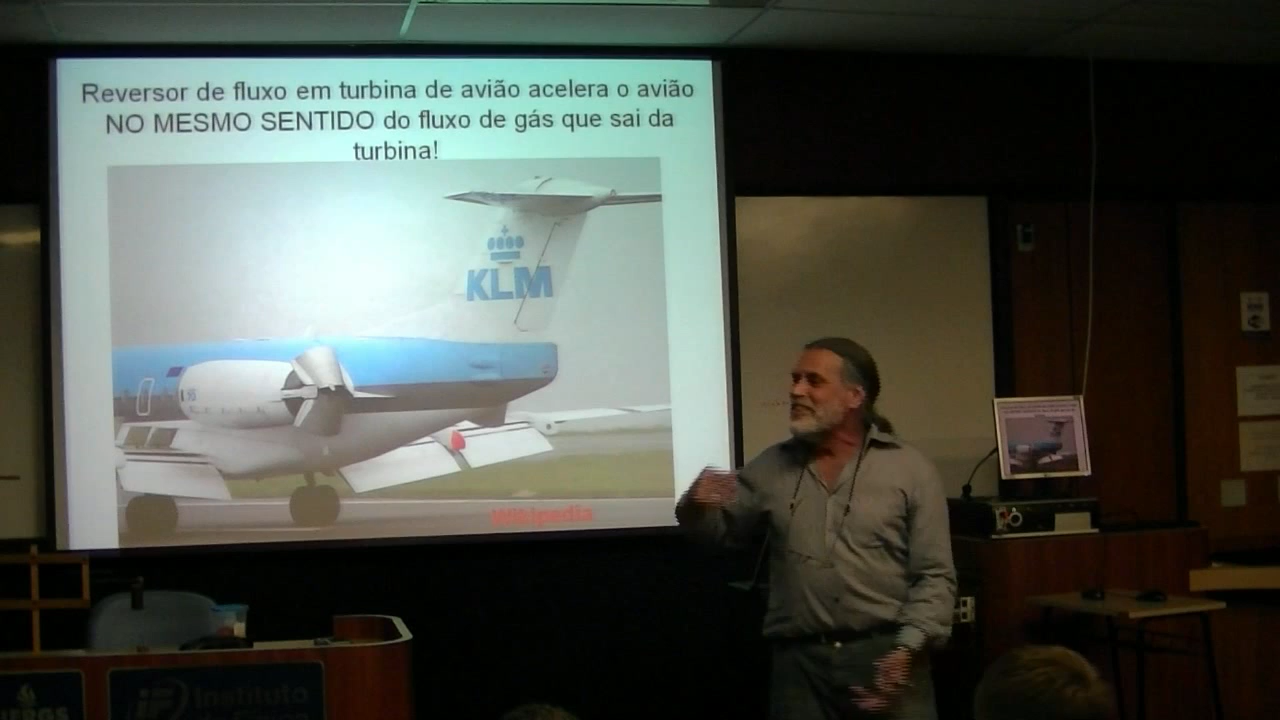 Reversor de fluxo em turbina de avião acelera o avião
NO MESMO SENTIDO do fluxo de gás que sai da
turbina!
KLM
Wikipedia
Instituto